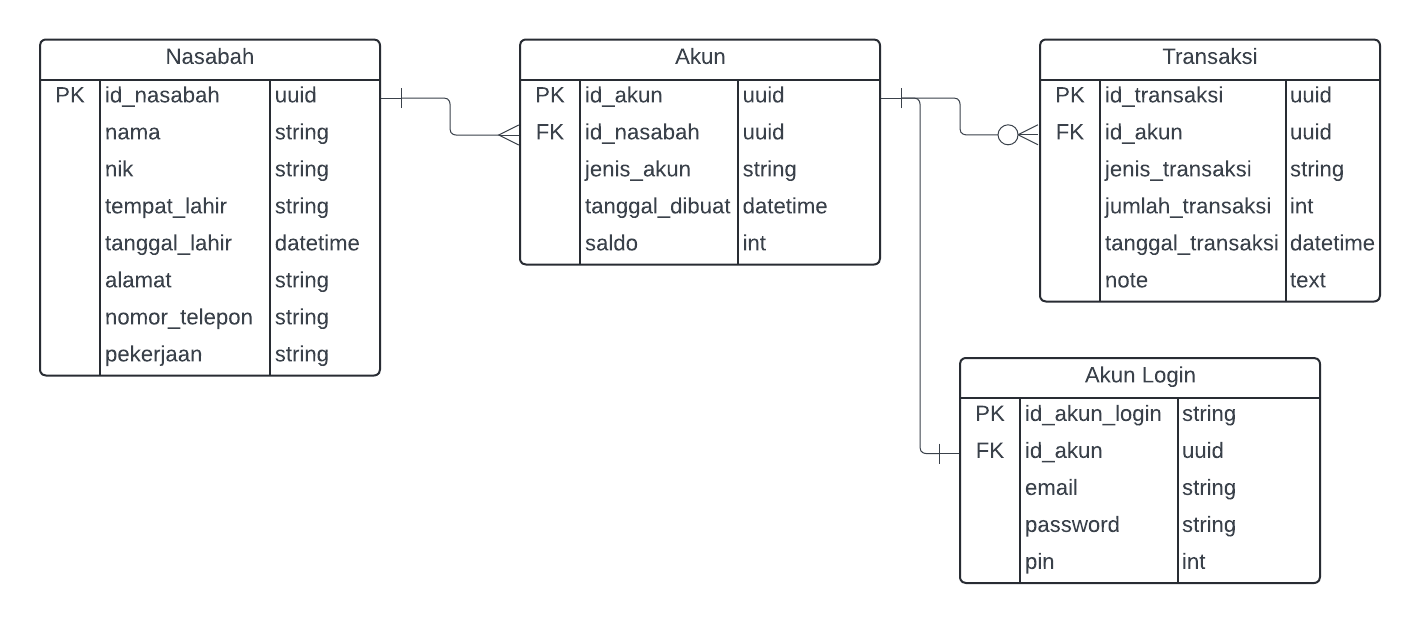 Nasabah
PK id_nasabah uuid
nama string
nik string
tempat_lahir string
tanggal_lahir datetime
alamat string
nomor_telepon string
pekerjaan string
Akun
PK id_akun uuid
FK id_nasabah uuid
jenis_akun string
tanggal_dibuat datetime
saldo int
Transaksi
PK id_transaksi uuid
FK id_akun uuid
jenis_transaksi string
jumlah_transaksi int
tanggal_transaksi datetime
note text
Akun Login
PK id_akun_login string
FK id_akun uuid
email string
password string
pin int